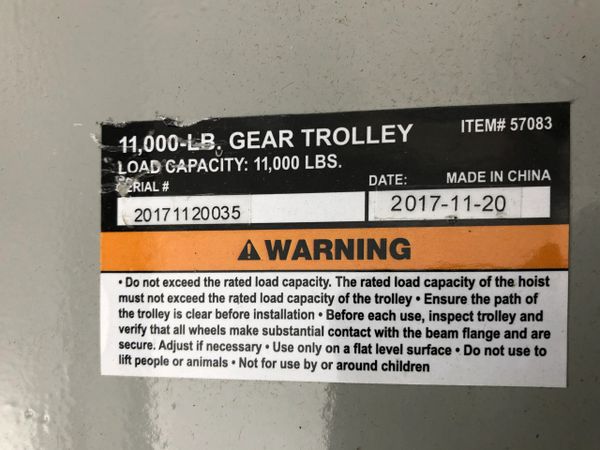 11,000-LB. GEAR TROLLEY ITEM# 57083
LOAD CAPACITY: 11,000 LBS.
SERIAL # DATE: MADE IN CHINA
20171120035 2017-11-20
WARNING
• Do not exceed the rated load capacity. The rated load capacity of the hoist
must not exceed the rated load capacity of the trolley • Ensure the path of
the trolley is clear before installation • Before each use, inspect trolley and
verify that all wheels make substantial contact with the beam flange and are
secure. Adjust if necessary • Use only on a flat level surface • Do not use to
lift people or animals • Not for use by or around children